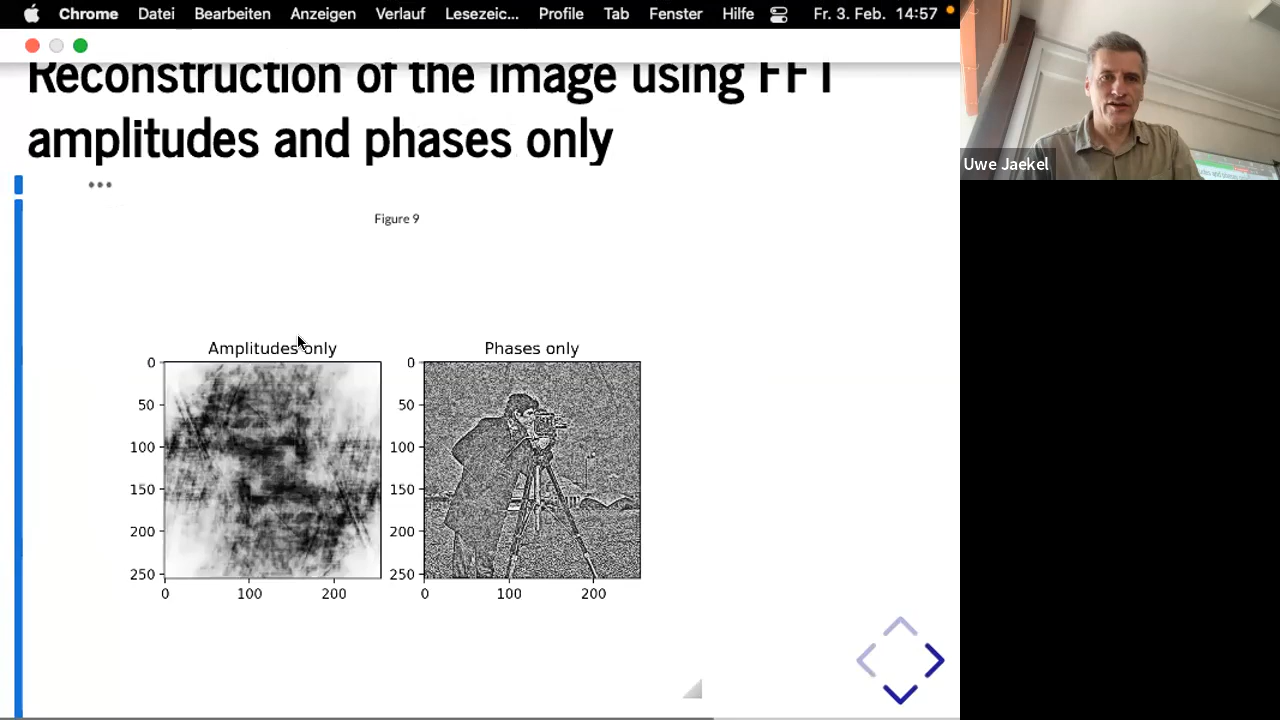 Chrome Datei Bearbeiten Anzeigen Verlauf Lesezeic... Profile Tab Fenster Hilfe Fr. 3. Feb. 14:57
Reconstruction of the image using FFT
amplitudes and phases only
Uwe Jaekel
Figure 9
Amplitudes only
Phases only
0
50
100
150
200
250
0 100 200
0
50
100
150
200
250
0 100 200